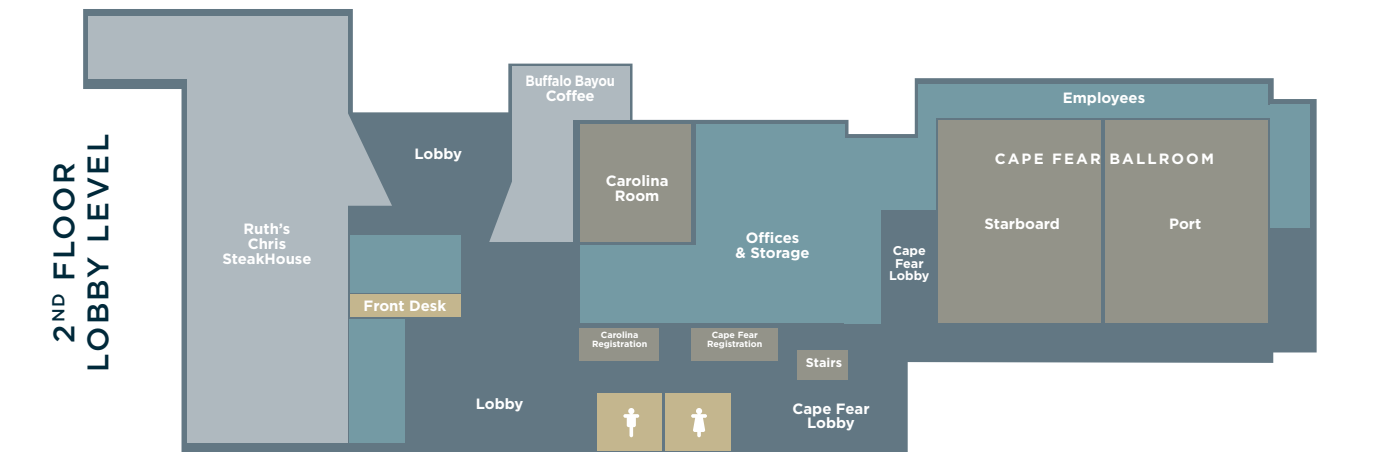 2ND FLOOR
LOBBY LEVEL
Ruth's
Chris
SteakHouse
Lobby
Buffalo Bayou
Coffee
Carolina
Room
Offices
& Storage
Employees
CAPE FEAR BALLROOM
Starboard
Port
Cape
Fear
Lobby
Front Desk
Carolina
Registration
Cape Fear
Registration
Stairs
Lobby
Cape Fear
Lobby